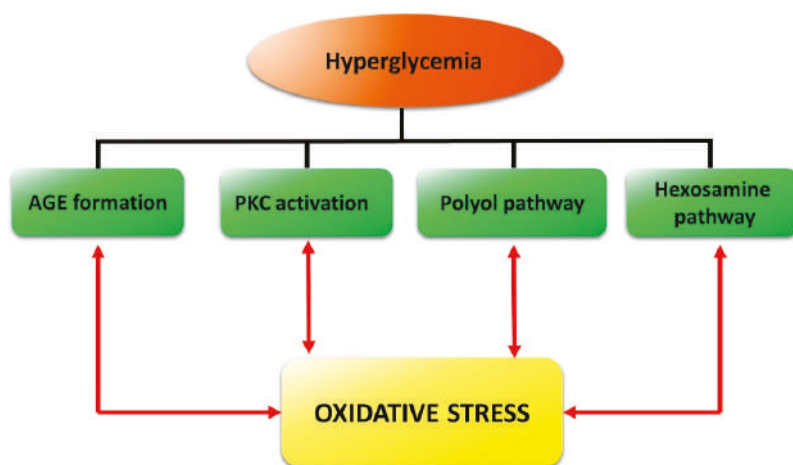 Hyperglycemia
AGE formation
PKC activation
Polyol pathway
Hexosamine
pathway
OXIDATIVE STRESS